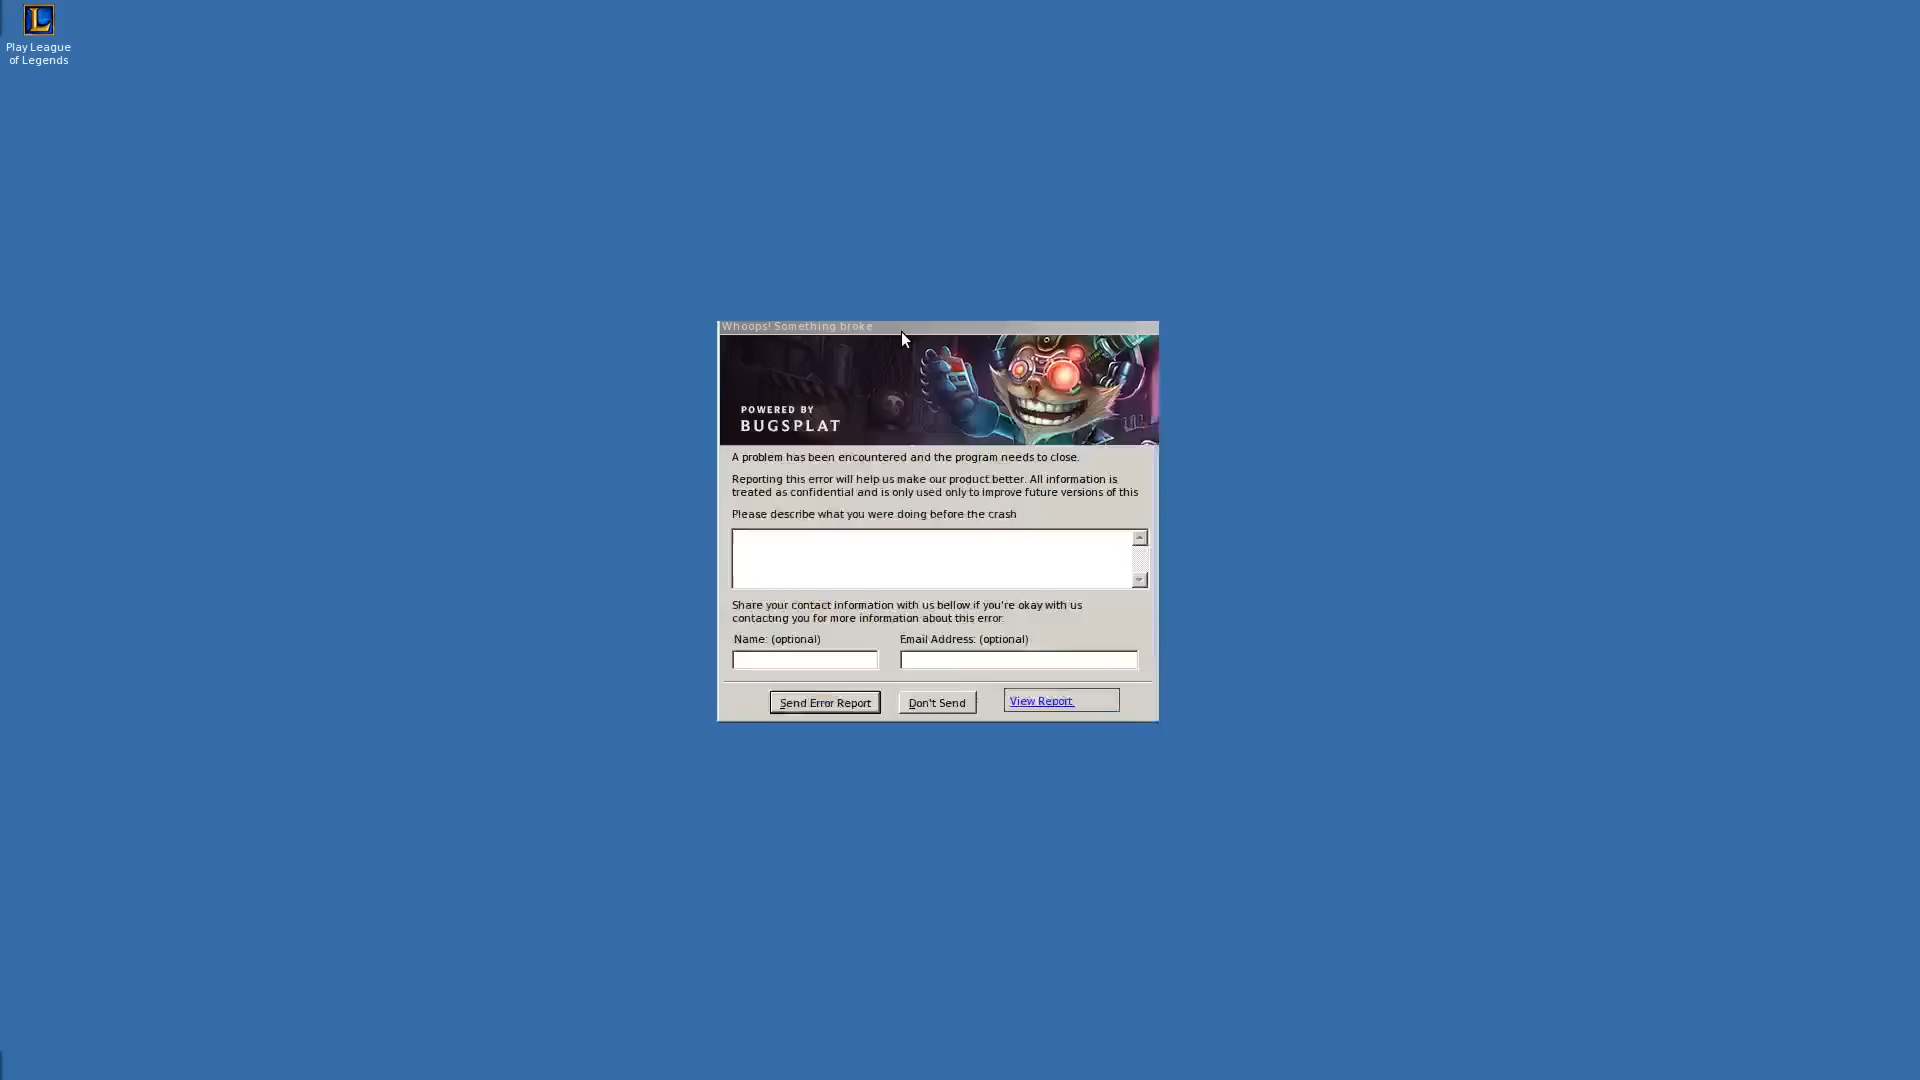 Play League
of Legends
Whoops! Something broke
POWERED BY
BUGSPLAT
A problem has been encountered and the program needs to close.
Reporting this error will help us make our product better. All information is
treated as confidential and is only used only to improve future versions of this
Please describe what you were doing before the crash
Share your contact information with us bellow if you're okay with us
contacting you for more information about this error.
Name: (optional) Email Address: (optional)
Send Error Report Don't Send View Report